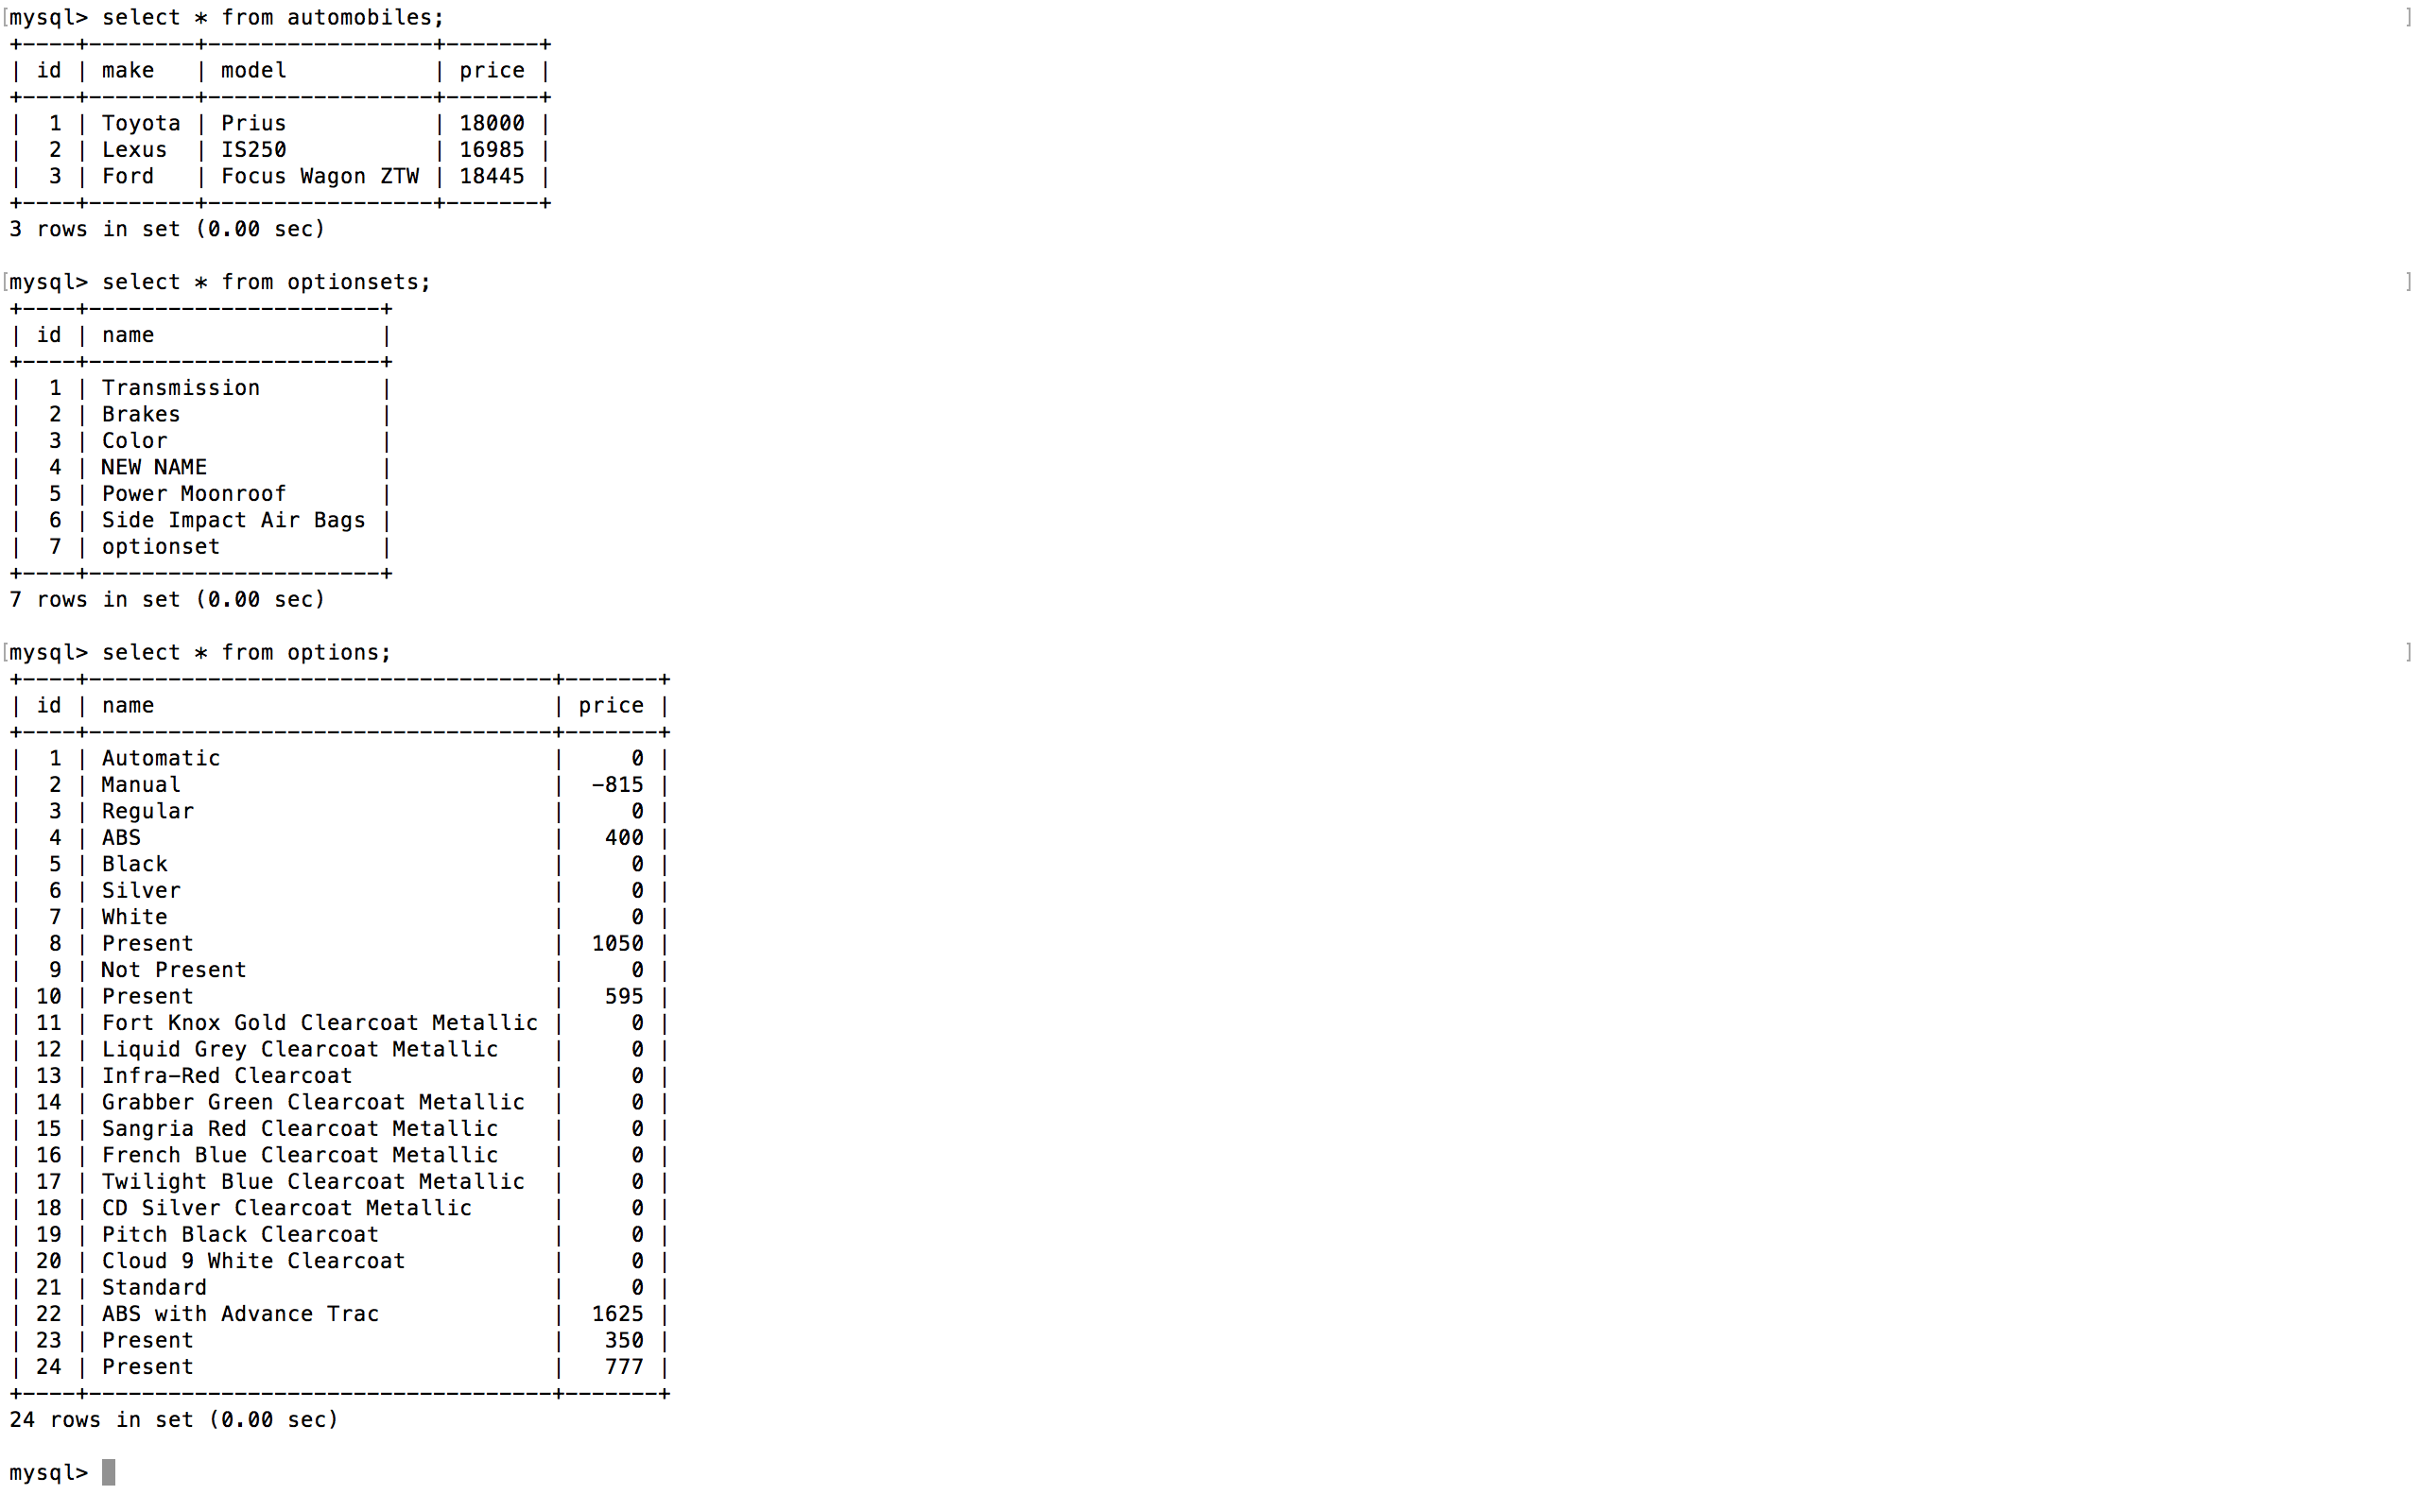 [mysql> select * from automobiles; ]
+----+--------+-----------------+-------+
| id | make   | model           | price |
+----+--------+-----------------+-------+
|  1 | Toyota | Prius           | 18000 |
|  2 | Lexus  | IS250           | 16985 |
|  3 | Ford   | Focus Wagon ZTW | 18445 |
+----+--------+-----------------+-------+
3 rows in set (0.00 sec)

[mysql> select * from optionsets; ]
+----+----------------------+
| id | name                 |
+----+----------------------+
|  1 | Transmission         |
|  2 | Brakes               |
|  3 | Color                |
|  4 | NEW NAME             |
|  5 | Power Moonroof       |
|  6 | Side Impact Air Bags |
|  7 | optionset            |
+----+----------------------+
7 rows in set (0.00 sec)

[mysql> select * from options; ]
+----+-----------------------------------+-------+
| id | name                              | price |
+----+-----------------------------------+-------+
|  1 | Automatic                         |     0 |
|  2 | Manual                            |  -815 |
|  3 | Regular                           |     0 |
|  4 | ABS                               |   400 |
|  5 | Black                             |     0 |
|  6 | Silver                            |     0 |
|  7 | White                             |     0 |
|  8 | Present                           |  1050 |
|  9 | Not Present                       |     0 |
| 10 | Present                           |   595 |
| 11 | Fort Knox Gold Clearcoat Metallic |     0 |
| 12 | Liquid Grey Clearcoat Metallic    |     0 |
| 13 | Infra-Red Clearcoat               |     0 |
| 14 | Grabber Green Clearcoat Metallic  |     0 |
| 15 | Sangria Red Clearcoat Metallic    |     0 |
| 16 | French Blue Clearcoat Metallic    |     0 |
| 17 | Twilight Blue Clearcoat Metallic  |     0 |
| 18 | CD Silver Clearcoat Metallic      |     0 |
| 19 | Pitch Black Clearcoat             |     0 |
| 20 | Cloud 9 White Clearcoat           |     0 |
| 21 | Standard                          |     0 |
| 22 | ABS with Advance Trac             |  1625 |
| 23 | Present                           |   350 |
| 24 | Present                           |   777 |
+----+-----------------------------------+-------+
24 rows in set (0.00 sec)

mysql>